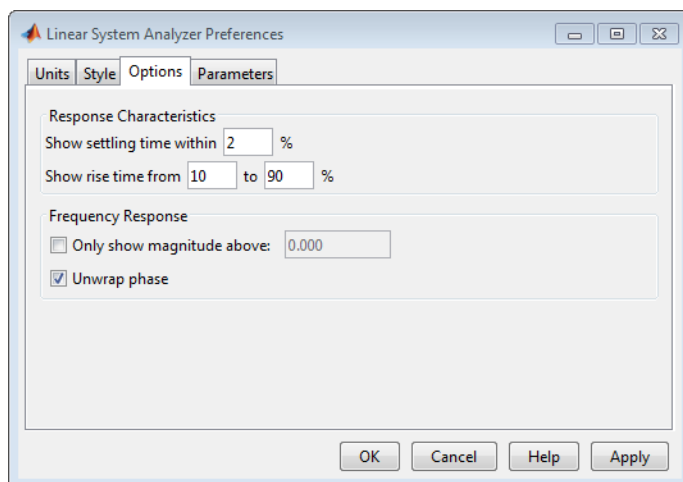 Linear System Analyzer Preferences
Units Style Options Parameters
Response Characteristics
Show settling time within 2 %
Show rise time from 10 to 90 %
Frequency Response
Only show magnitude above: 0.000
Unwrap phase
OK Cancel Help Apply